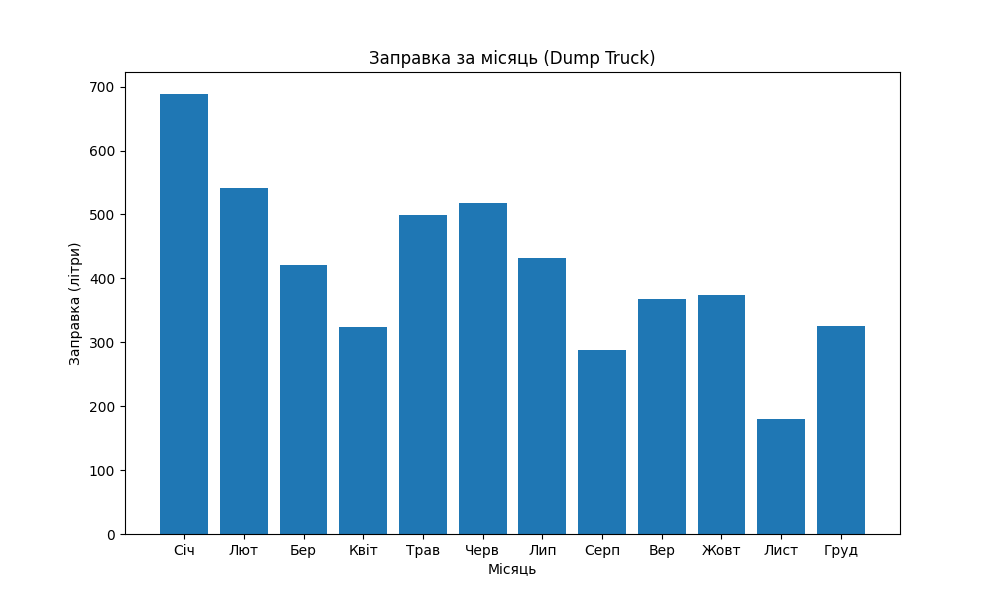 Заправка за місяць (Dump Truck)
Заправка (літри)
700
600
500
400
300
200
100
0
Січ Лют Бер Квіт Трав Черв Лип Серп Вер Жовт Лист Груд
Місяць